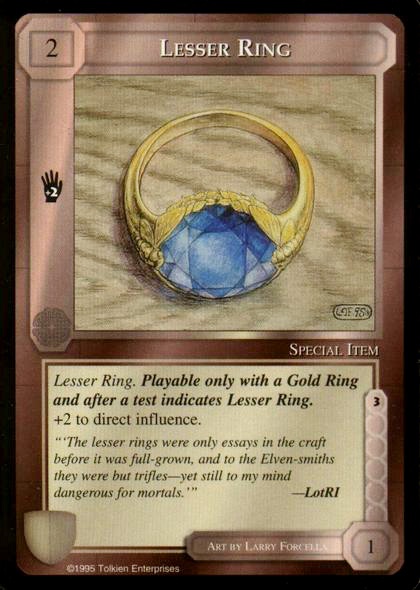 2
LESSER RING
+2
LDF 95
SPECIAL ITEM
Lesser Ring. Playable only with a Gold Ring
and after a test indicates Lesser Ring.
+2 to direct influence.
"‘The lesser rings were only essays in the craft
before it was full-grown, and to the Elven-smiths
they were but trifles—yet still to my mind
dangerous for mortals.’" —LotRI
3
ART BY LARRY FORCELLA
1
©1995 Tolkien Enterprises